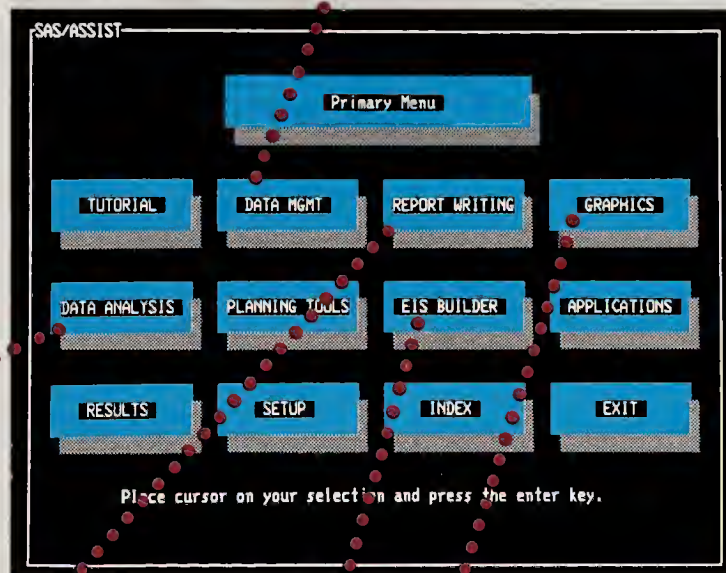 SAS/ASSIST
Primary Menu
TUTORIAL DATA MGMT REPORT WRITING GRAPHICS
DATA ANALYSIS PLANNING TOOLS EIS BUILDER APPLICATIONS
RESULTS SETUP INDEX EXIT
Place cursor on your selection and press the enter key.